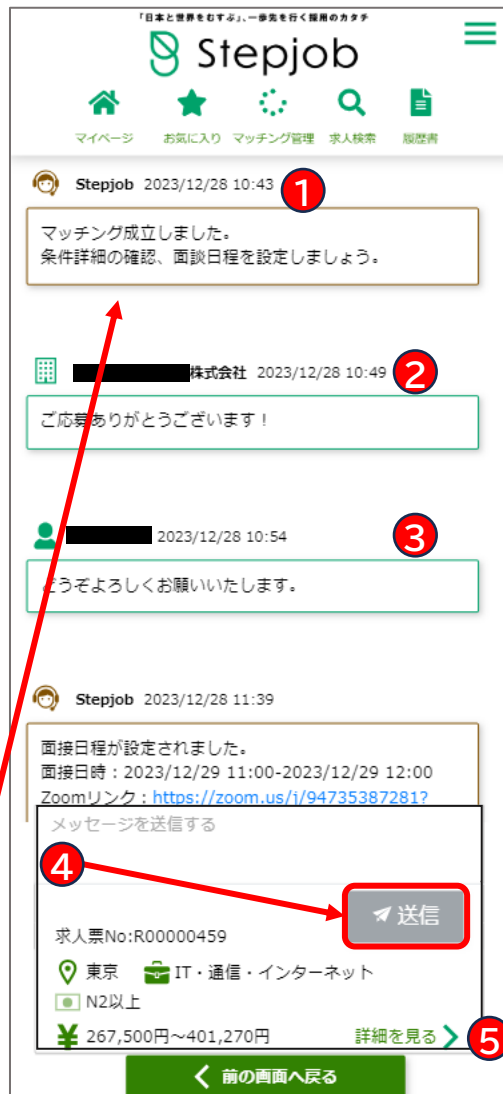 「日本と世界をむすぶ」、一歩先を行く採用のカタチ
Stepjob
マイページ お気に入り マッチング管理 求人検索 履歴書
Stepjob 2023/12/28 10:43
1
マッチング成立しました。
条件詳細の確認、面談日程を設定しましょう。
株式会社 2023/12/28 10:49
2
ご応募ありがとうございます!
2023/12/28 10:54
3
どうぞよろしくお願いいたします。
Stepjob 2023/12/28 11:39
面接日程が設定されました。
面接日時:2023/12/29 11:00-2023/12/29 12:00
Zoomリンク:https://zoom.us/j/94735387281?
メッセージを送信する
4
送信
求人票No:R00000459
東京 IT・通信・インターネット
N2以上
¥ 267,500円~401,270円 詳細を見る
5
前の画面へ戻る